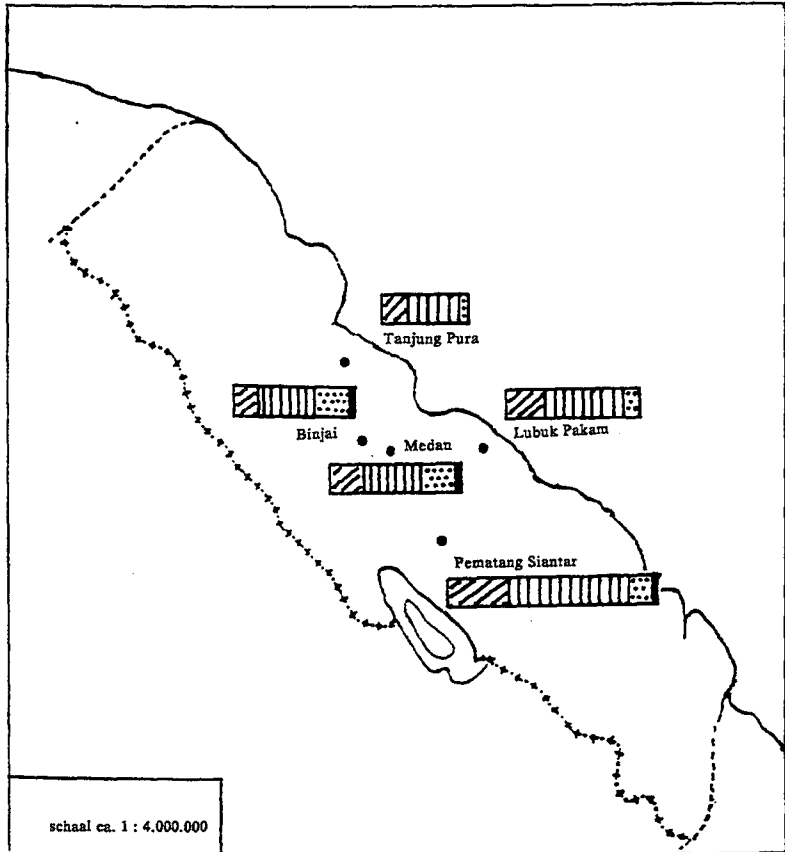 Tanjung Pura
Binjai
Medan
Lubuk Pakam
Pematang Siantar
schaal ca. 1 : 4.000.000